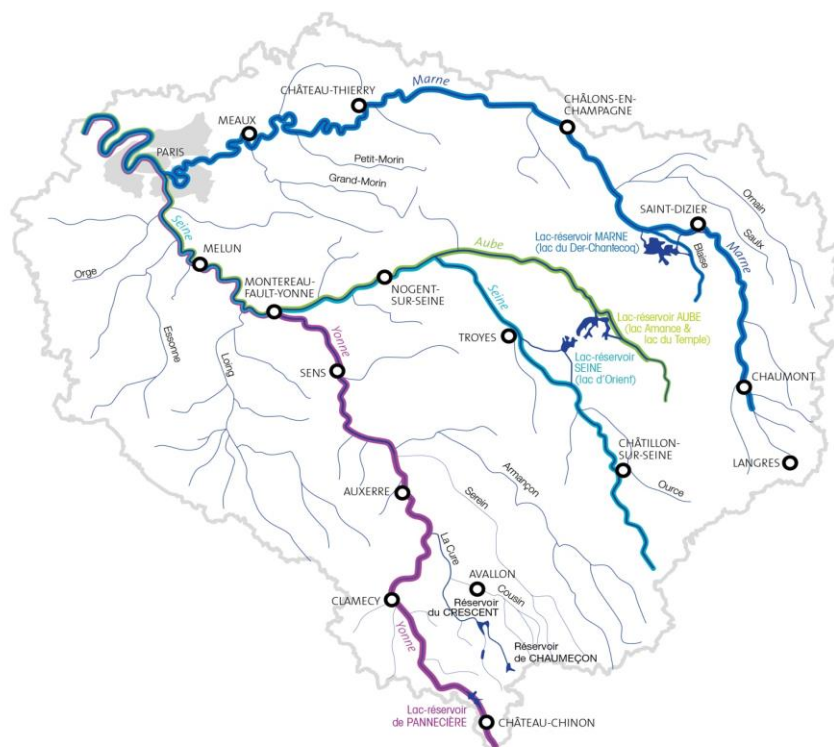 Marne
CHÂTEAU-THIERRY
CHÂLONS-EN-
CHAMPAGNE
MEAUX
PARIS
Petit-Morin
Grand-Morin
Ornain
Saulx
SAINT-DIZIER
Marne
Lac-réservoir MARNE
(lac du Der-Chantecoq)
Blaise
Seine
MELUN
Orge
Aube
MONTEREAU-
FAULT-YONNE
NOGENT-
SUR-SEINE
Seine
Lac-réservoir AUBE
(lac Amance &
lac du Temple)
TROYES
Lac-réservoir
SEINE
(lac d'Orient)
Essonne
Loing
Yonne
SENS
CHAUMONT
LANGRES
CHÂTILLON-
SUR-SEINE
Ource
AUXERRE
Armançon
Serein
La Cure
AVALLON
Cousin
CLAMECY
Réservoir
du CRESCENT
Yonne
Réservoir
de CHAUMEÇON
Lac-réservoir
de PANNECIÈRE
CHÂTEAU-CHINON